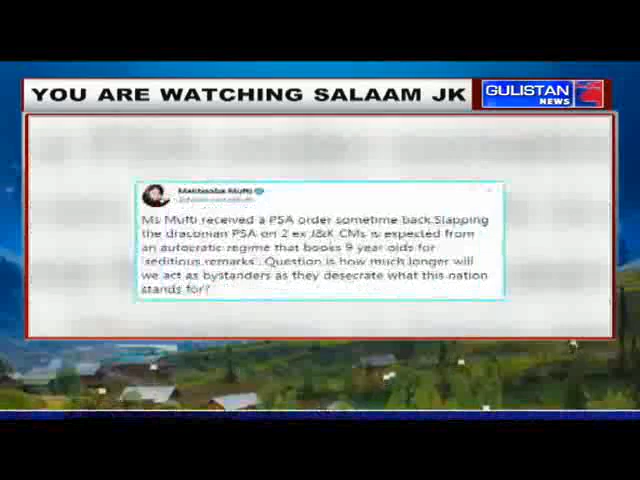 YOU ARE WATCHING SALAAM JK
GULISTAN
NEWS
Mehbooba Mufti
Ms Mufti received a PSA order sometime back.Slapping
the draconian PSA on 2 ex J&K CMs is expected from
an autocratic regime that books 9 year olds for
'seditious remarks'. Question is how much longer will
we act as bystanders as they desecrate what this nation
stands for?